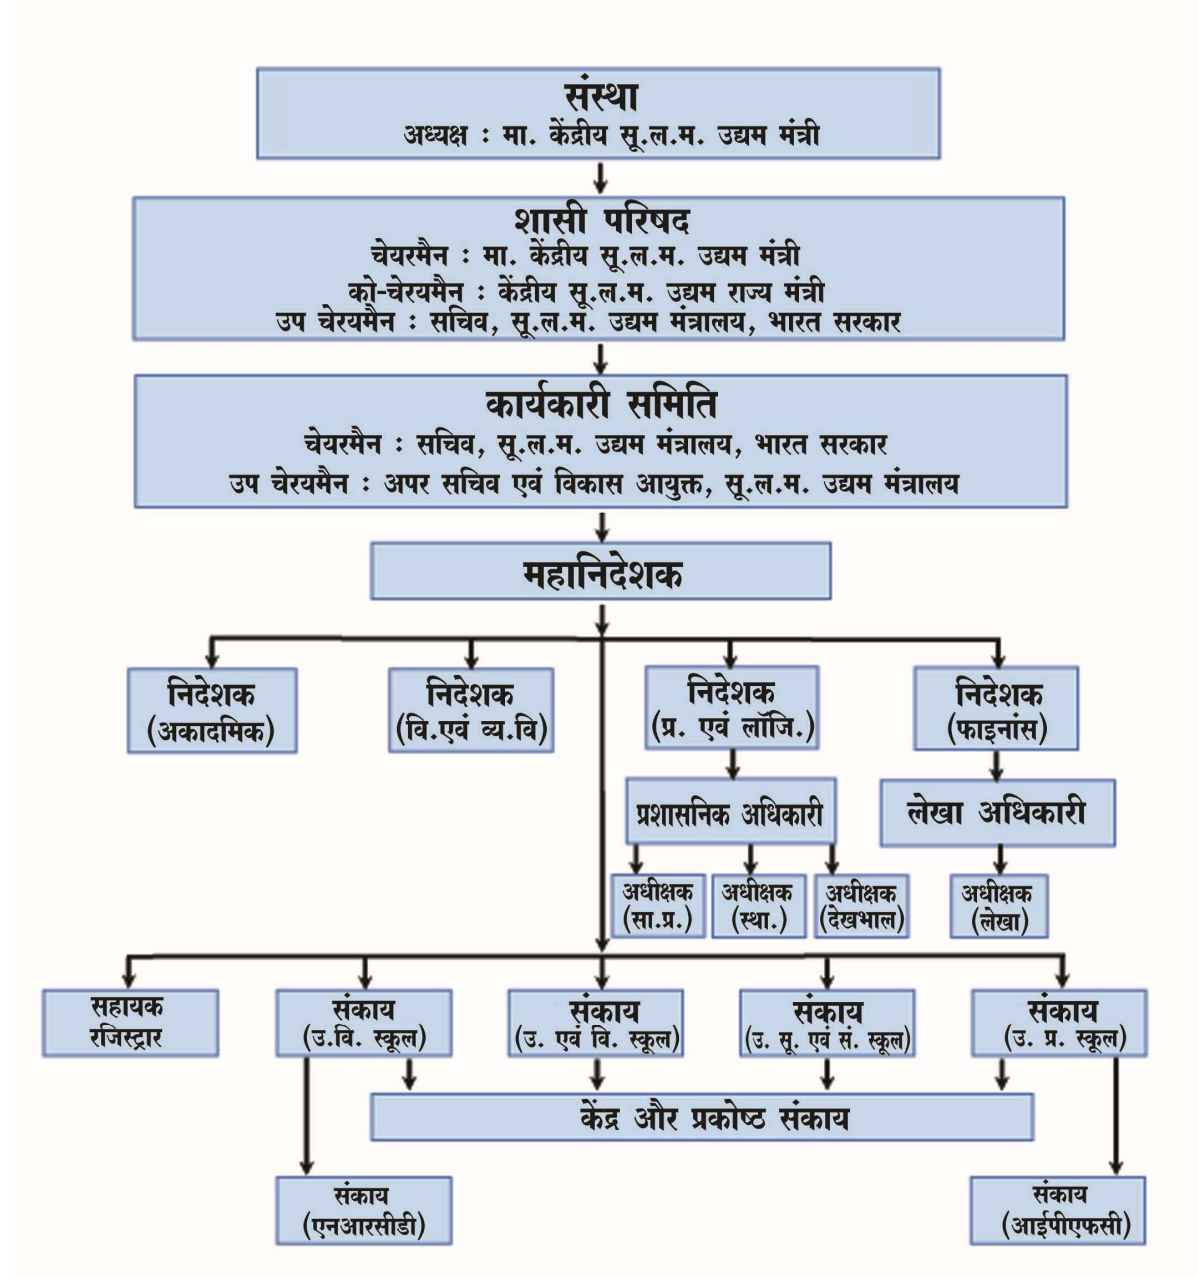 संस्था
अध्यक्ष : मा. केंद्रीय सू.ल.म. उद्यम मंत्री
शासी परिषद
चेयरमैन : मा. केंद्रीय सू.ल.म. उद्यम मंत्री
को-चेरयमैन : केंद्रीय सू.ल.म. उद्यम राज्य मंत्री
उप चेरयमैन : सचिव, सू.ल.म. उद्यम मंत्रालय, भारत सरकार
कार्यकारी समिति
चेयरमैन : सचिव, सू.ल.म. उद्यम मंत्रालय, भारत सरकार
उप चेरयमैन : अपर सचिव एवं विकास आयुक्त, सू.ल.म. उद्यम मंत्रालय
महानिदेशक
निदेशक
(अकादमिक)
निदेशक
(वि.एवं व्य.वि)
निदेशक
(प्र. एवं लॉजि.)
निदेशक
(फाइनांस)
प्रशासनिक अधिकारी
लेखा अधिकारी
अधीक्षक
(सा.प्र.)
अधीक्षक
(स्था.)
अधीक्षक
(देखभाल)
अधीक्षक
(लेखा)
सहायक
रजिस्ट्रार
संकाय
(उ.वि. स्कूल)
संकाय
(उ. एवं वि. स्कूल)
संकाय
(उ. सू. एवं सं. स्कूल)
संकाय
(उ. प्र. स्कूल)
केंद्र और प्रकोष्ठ संकाय
संकाय
(एनआरसीडी)
संकाय
(आईपीएफसी)